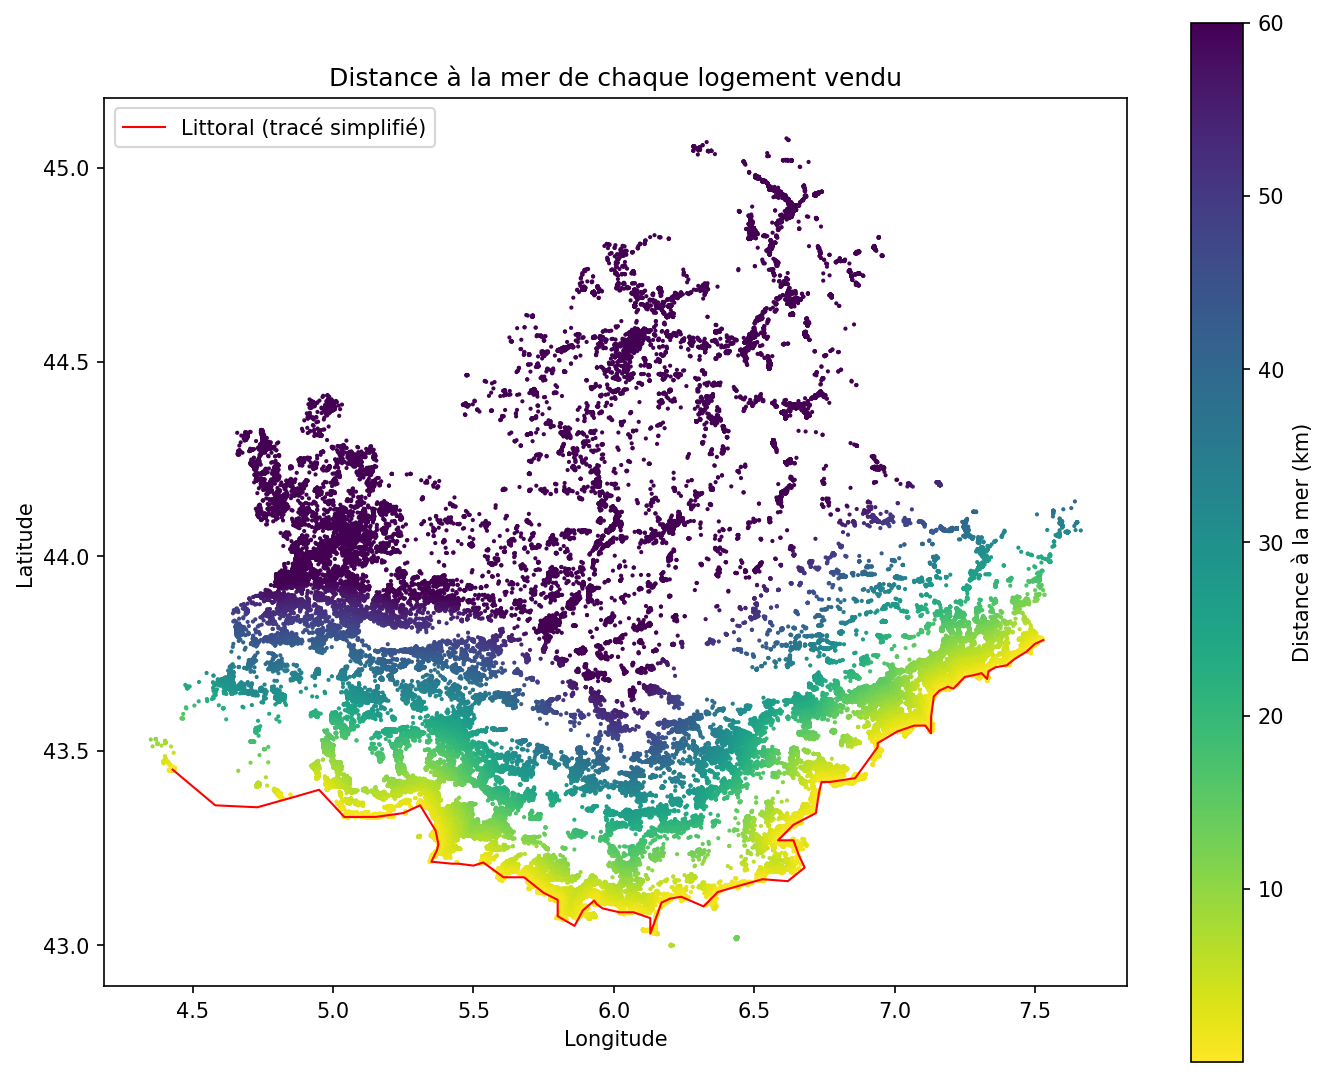 Distance à la mer de chaque logement vendu
Littoral (tracé simplifié)
45.0
44.5
44.0
43.5
43.0
Latitude
4.5 5.0 5.5 6.0 6.5 7.0 7.5
Longitude
60
50
40
30
20
10
Distance à la mer (km)